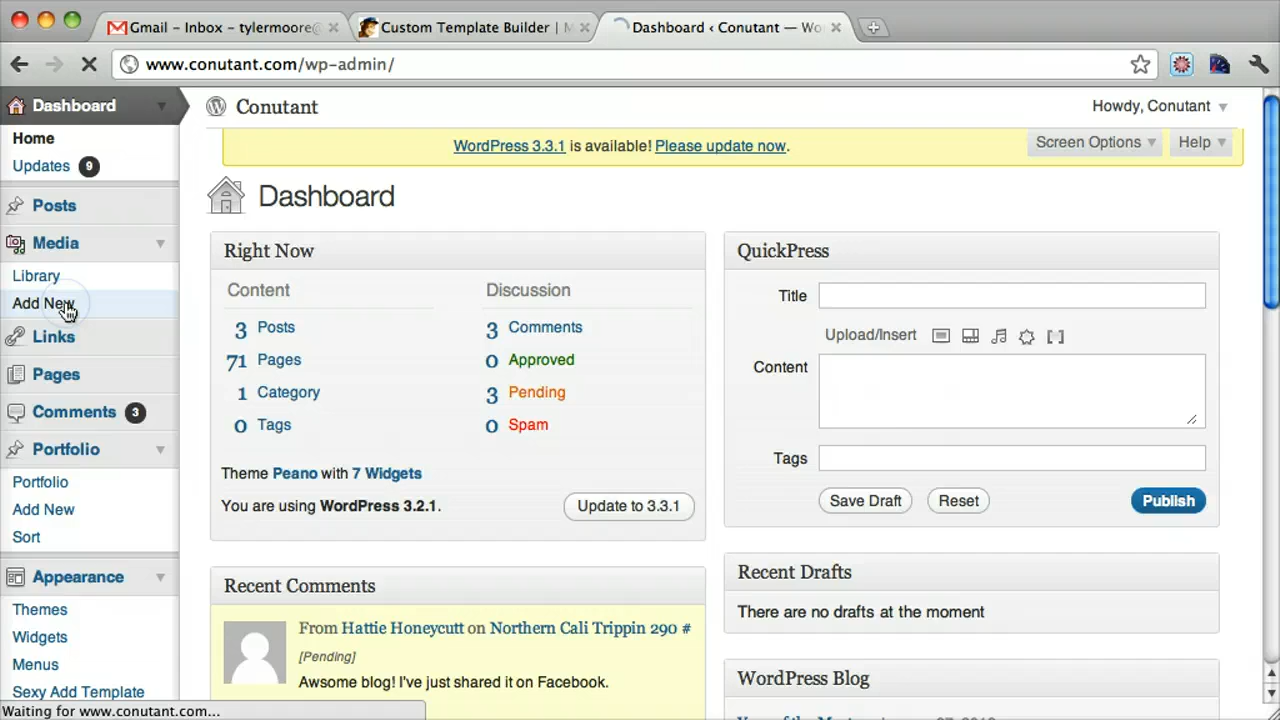 Gmail – Inbox – tylermoore@
Custom Template Builder | M
Dashboard ‹ Conutant — Wo
www.conutant.com/wp-admin/
Dashboard
Home
Updates 9
Posts
Media
Library
Add New
Links
Pages
Comments 3
Portfolio
Portfolio
Add New
Sort
Appearance
Themes
Widgets
Menus
Sexy Add Template
Waiting for www.conutant.com...
Conutant
Howdy, Conutant
WordPress 3.3.1 is available! Please update now.
Screen Options
Help
Dashboard
Right Now
Content
Discussion
3 Posts
3 Comments
71 Pages
0 Approved
1 Category
3 Pending
0 Tags
0 Spam
Theme Peano with 7 Widgets
You are using WordPress 3.2.1.
Update to 3.3.1
Recent Comments
From Hattie Honeycutt on Northern Cali Trippin 290 #
[Pending]
Awsome blog! I've just shared it on Facebook.
QuickPress
Title
Upload/Insert
Content
Tags
Save Draft
Reset
Publish
Recent Drafts
There are no drafts at the moment
WordPress Blog